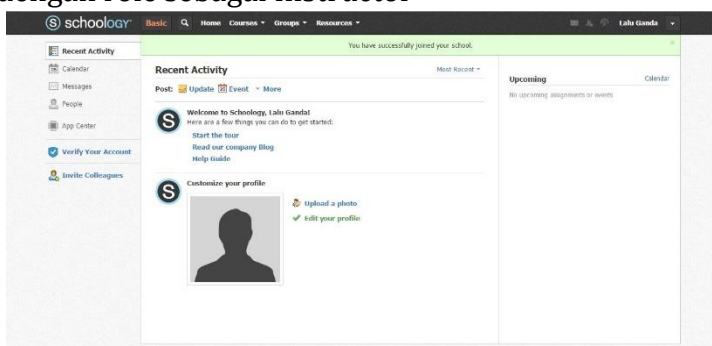 dengan role sebagai instructor
S schoology Basic Home Courses Groups Resources Lalu Ganda
You have successfully joined your school.
Recent Activity
Calendar
Messages
People
App Center
Verify Your Account
Invite Colleagues
Recent Activity Most Recent
Post: Update Event More
Welcome to Schoology, Lalu Ganda!
Here are a few things you can do to get started:
Start the tour
Read our company Blog
Help Guide
Customize your profile
Upload a photo
Edit your profile
Upcoming Calendar
No upcoming assignments or events